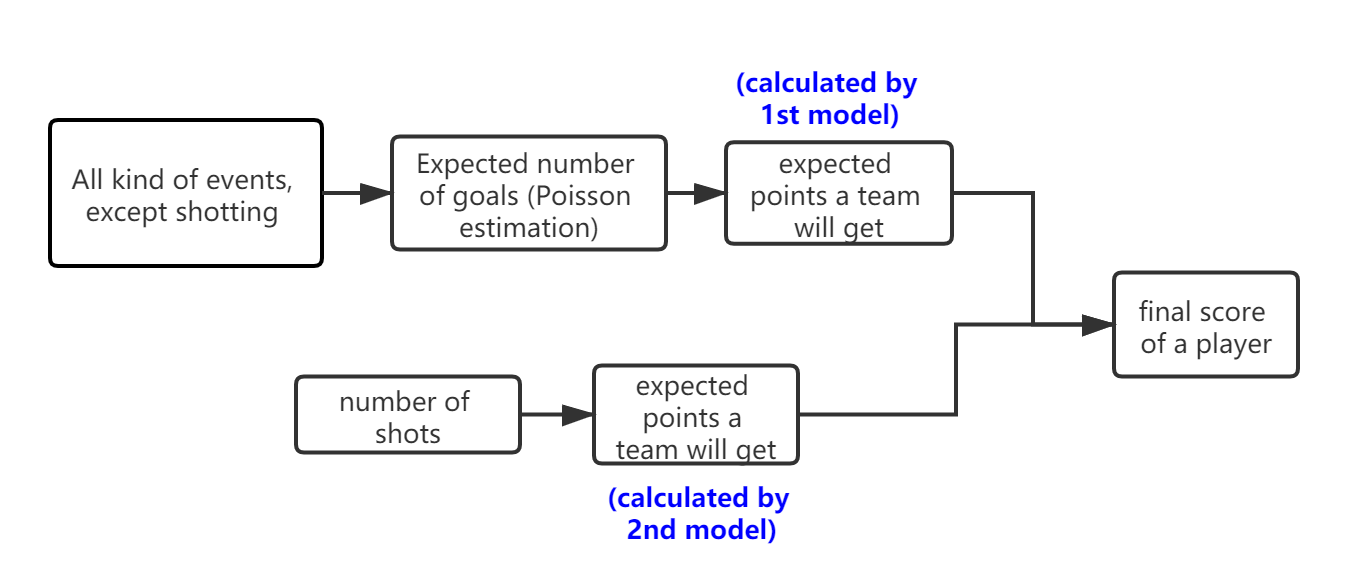 (calculated by
1st model)
All kind of events,
except shotting
Expected number
of goals (Poisson
estimation)
expected
points a team
will get
final score
of a player
number of
shots
expected
points a
team will get
(calculated by
2nd model)